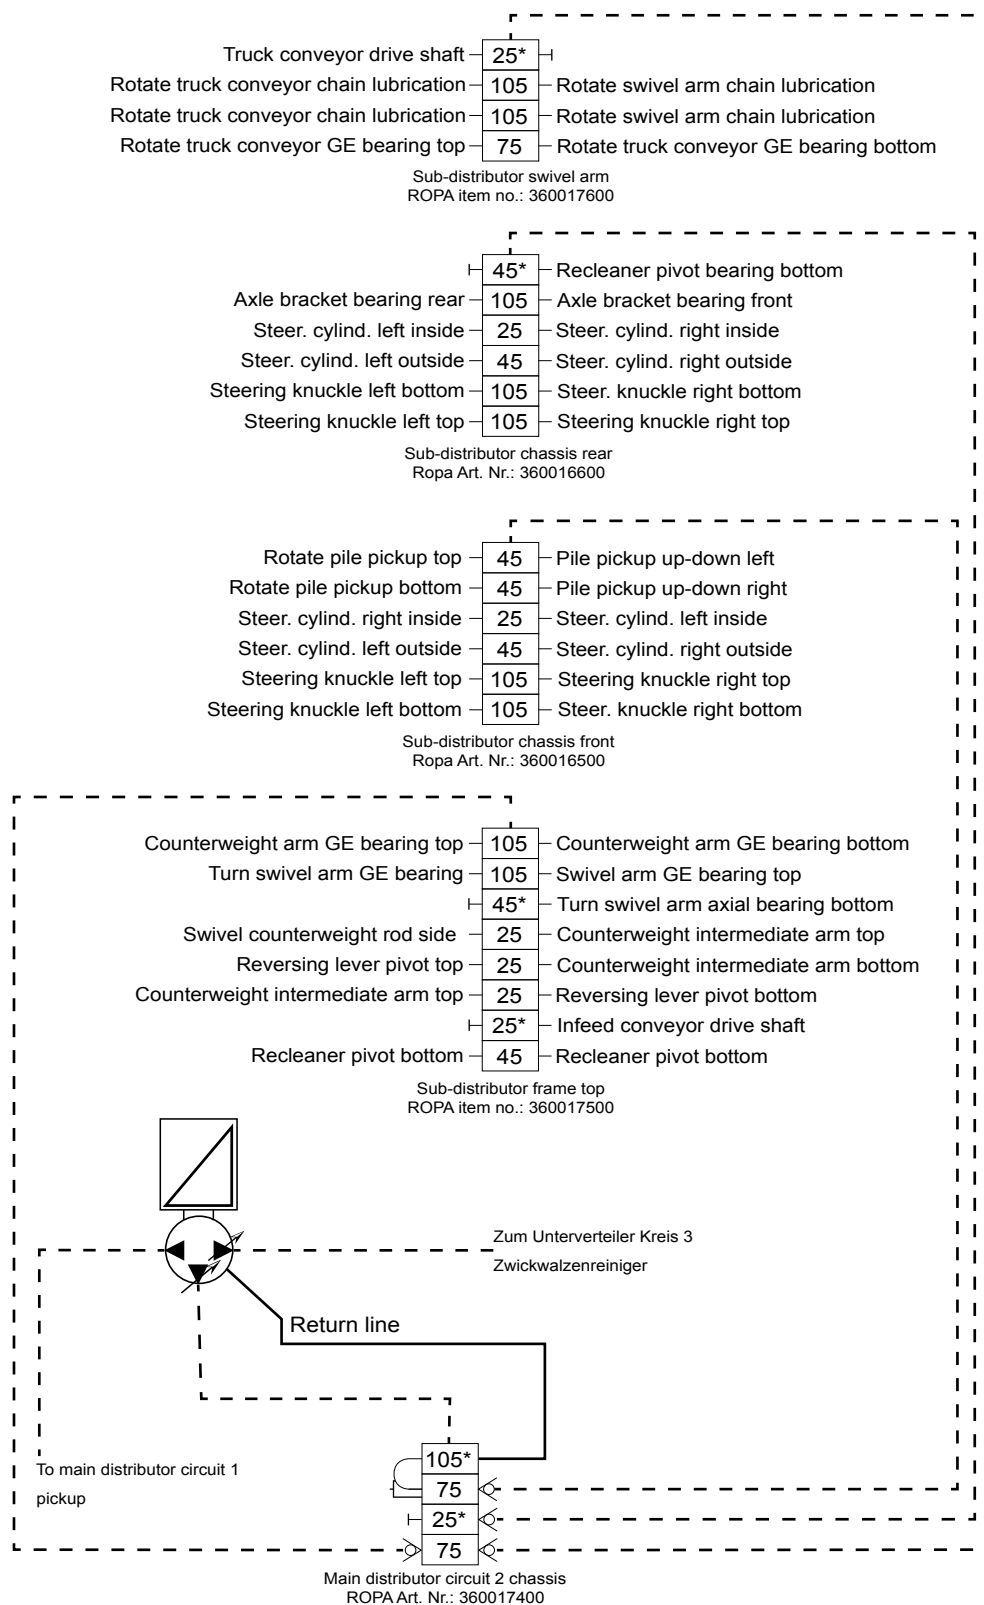 Truck conveyor drive shaft 25*
Rotate truck conveyor chain lubrication 105 Rotate swivel arm chain lubrication
Rotate truck conveyor chain lubrication 105 Rotate swivel arm chain lubrication
Rotate truck conveyor GE bearing top 75 Rotate truck conveyor GE bearing bottom
Sub-distributor swivel arm
ROPA item no.: 360017600
45* Recleaner pivot bearing bottom
Axle bracket bearing rear 105 Axle bracket bearing front
Steer. cylind. left inside 25 Steer. cylind. right inside
Steer. cylind. left outside 45 Steer. cylind. right outside
Steering knuckle left bottom 105 Steer. knuckle right bottom
Steering knuckle left top 105 Steering knuckle right top
Sub-distributor chassis rear
Ropa Art. Nr.: 360016600
Rotate pile pickup top 45 Pile pickup up-down left
Rotate pile pickup bottom 45 Pile pickup up-down right
Steer. cylind. right inside 25 Steer. cylind. left inside
Steer. cylind. left outside 45 Steer. cylind. right outside
Steering knuckle left top 105 Steering knuckle right top
Steering knuckle left bottom 105 Steer. knuckle right bottom
Sub-distributor chassis front
Ropa Art. Nr.: 360016500
Counterweight arm GE bearing top 105 Counterweight arm GE bearing bottom
Turn swivel arm GE bearing 105 Swivel arm GE bearing top
45* Turn swivel arm axial bearing bottom
Swivel counterweight rod side 25 Counterweight intermediate arm top
Reversing lever pivot top 25 Counterweight intermediate arm bottom
Counterweight intermediate arm top 25 Reversing lever pivot bottom
25* Infeed conveyor drive shaft
Recleaner pivot bottom 45 Recleaner pivot bottom
Sub-distributor frame top
ROPA item no.: 360017500
Zum Unterverteiler Kreis 3
Zwickwalzenreiniger
Return line
To main distributor circuit 1
pickup
105*
75
25*
75
Main distributor circuit 2 chassis
ROPA Art. Nr.: 360017400